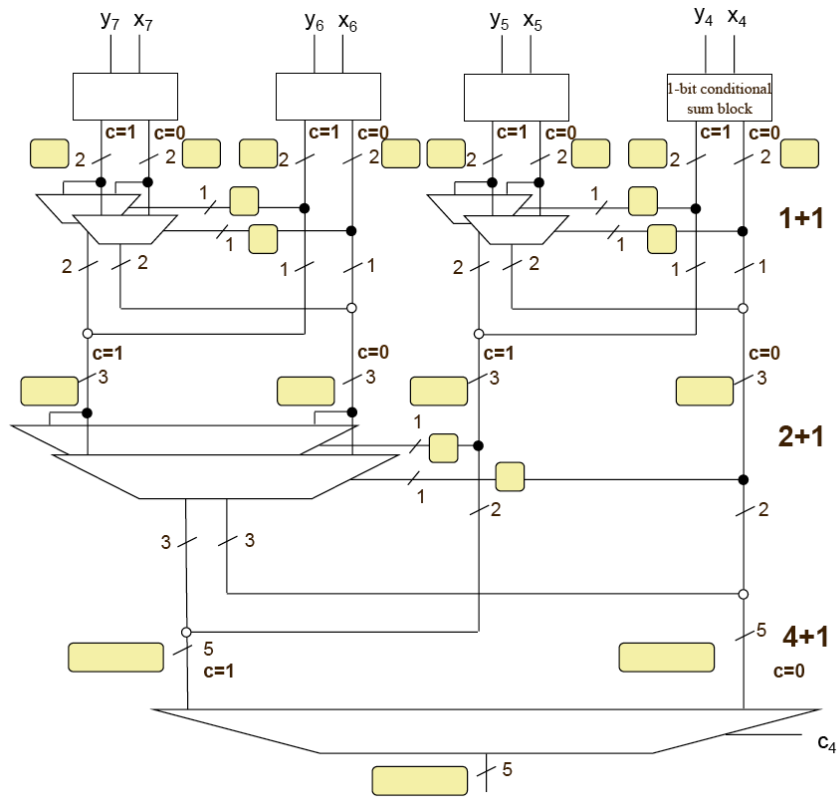 y7 x7 y6 x6 y5 x5 y4 x4
1-bit conditional
sum block
c=1 c=0 c=1 c=0 c=1 c=0 c=1 c=0
2 2 2 2 2 2 2 2
1 1
1+1
1 1
2 2 1 1 2 2 1 1
c=1 c=0 c=1 c=0
3 3 3 3
1
2+1
1
2 2
3 3
5 5 4+1
c=1 c=0
c4
5